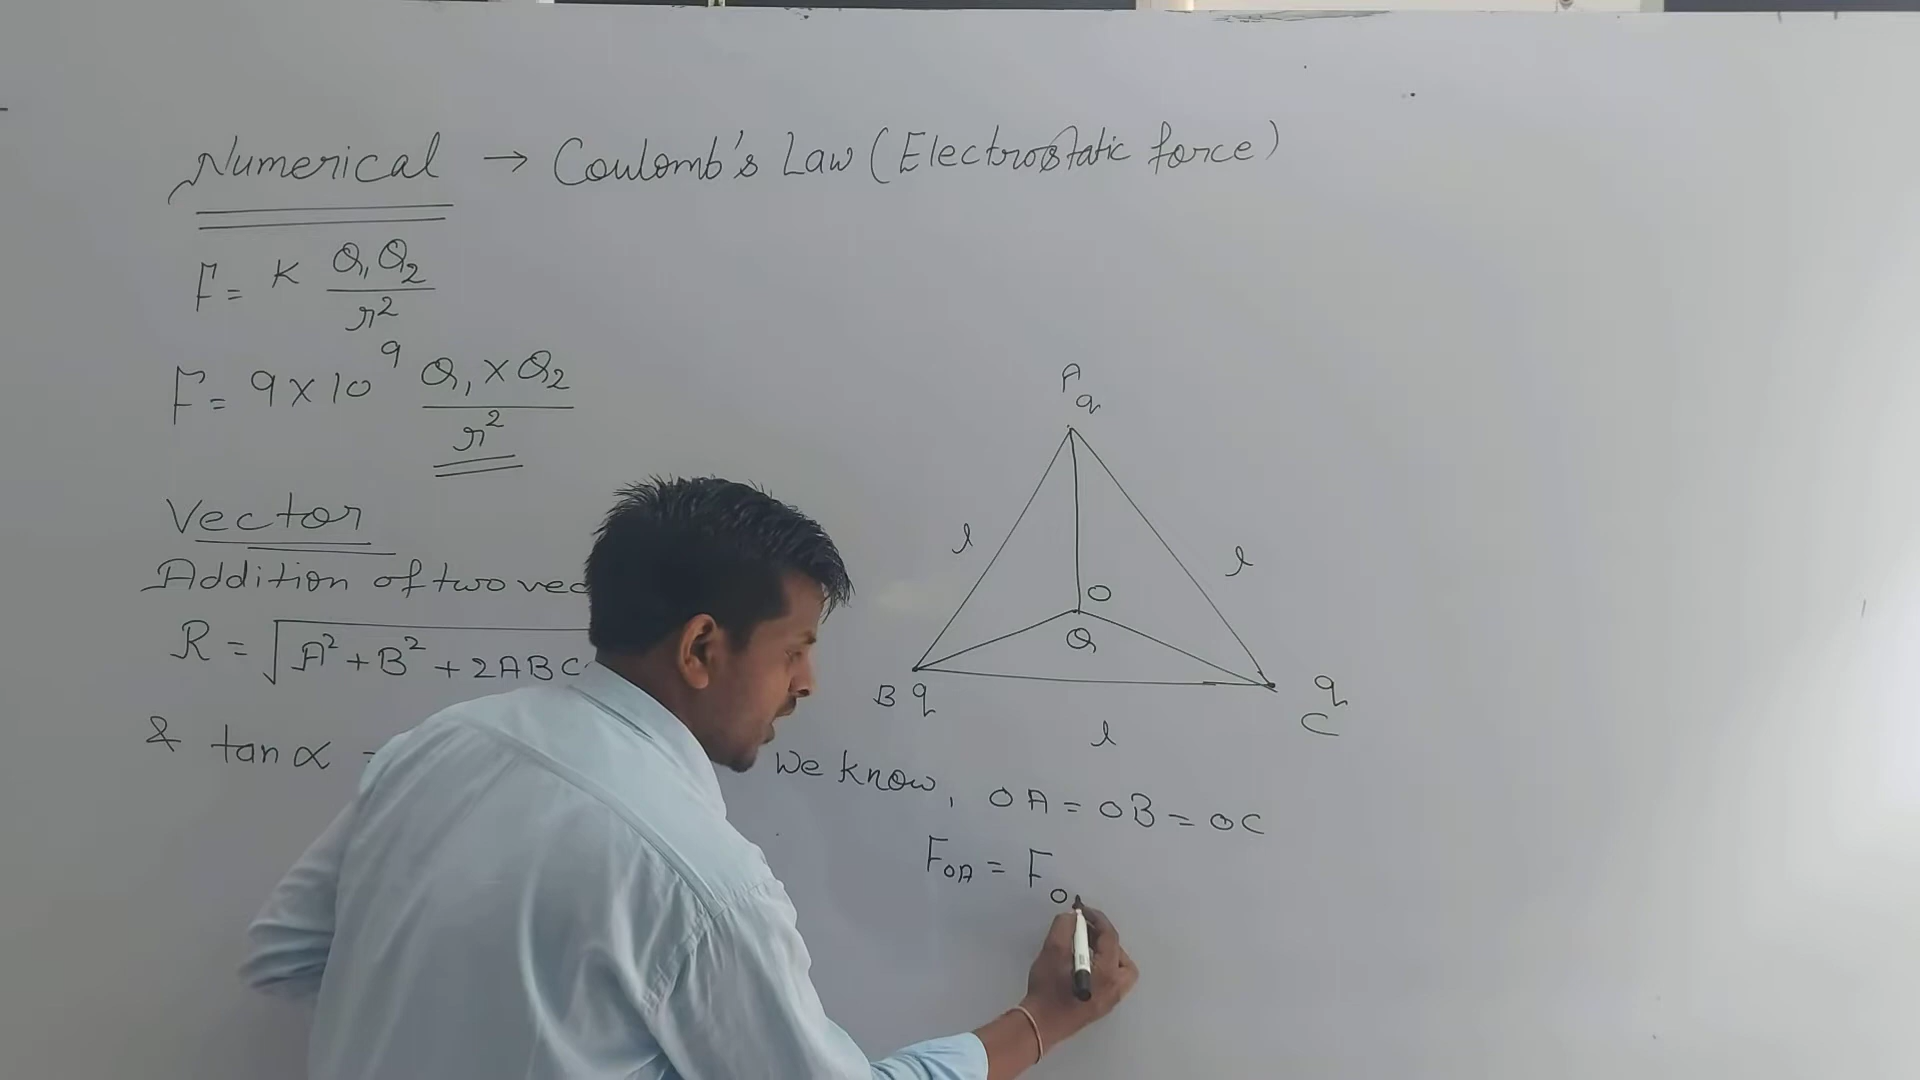 Numerical → Coulomb's Law (Electrostatic force)
F = K Q₁Q₂ / r²
F = 9 × 10⁹ Q₁ × Q₂ / r²
Vector
Addition of two vec
R = √A² + B² + 2ABC
& tan α =
A
q
l
l
O
Q
B q
q
C
l
We know, OA = OB = OC
F_OA = F_O